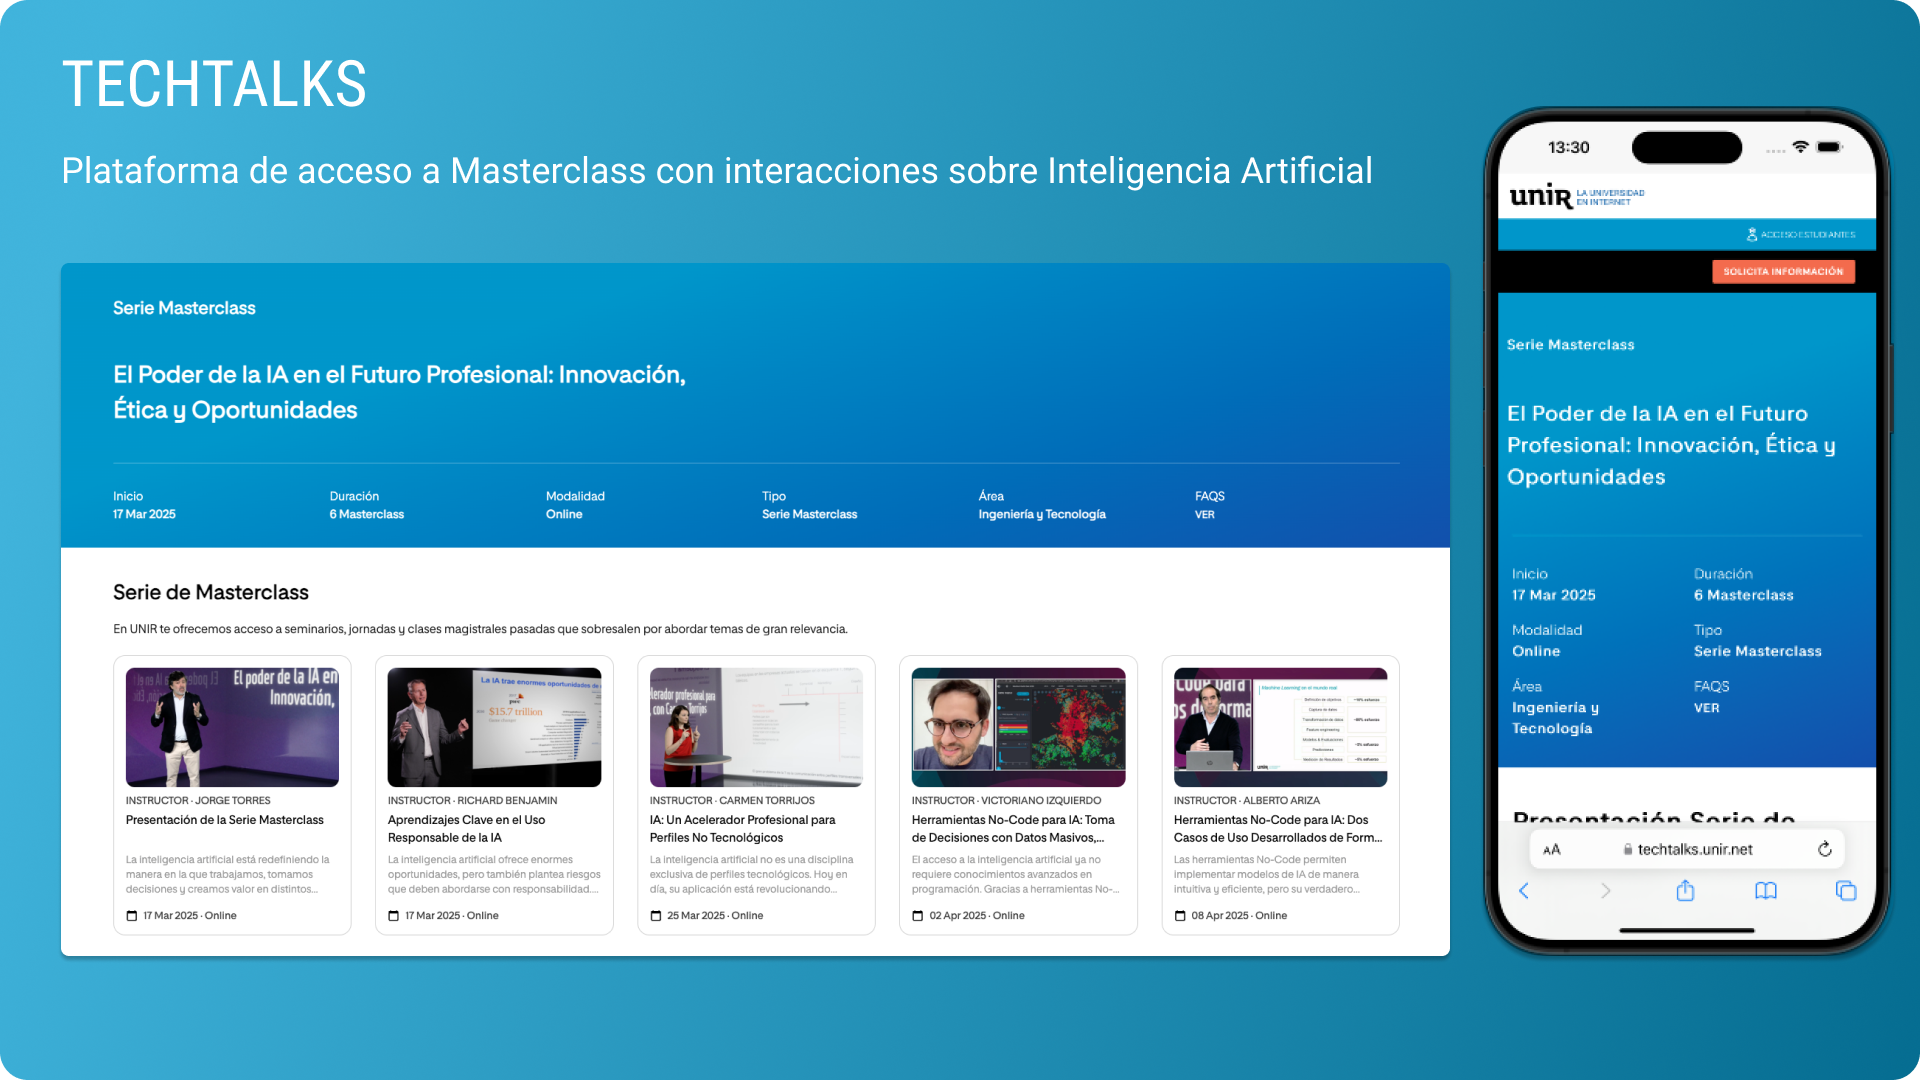 TECHTALKS
Plataforma de acceso a Masterclass con interacciones sobre Inteligencia Artificial
Serie Masterclass
El Poder de la IA en el Futuro Profesional: Innovación,
Ética y Oportunidades
Inicio
17 Mar 2025
Duración
6 Masterclass
Modalidad
Online
Tipo
Serie Masterclass
Área
Ingeniería y Tecnología
FAQS
VER
Serie de Masterclass
En UNIR te ofrecemos acceso a seminarios, jornadas y clases magistrales pasadas que sobresalen por abordar temas de gran relevancia.
El poder de la IA en
Innovación,
INSTRUCTOR · JORGE TORRES
Presentación de la Serie Masterclass
La inteligencia artificial está redefiniendo la
manera en la que trabajamos, tomamos
decisiones y creamos valor en distintos...
17 Mar 2025 · Online
La IA trae enormes oportunidades de
pwc
$15.7 trillion
INSTRUCTOR · RICHARD BENJAMIN
Aprendizajes Clave en el Uso
Responsable de la IA
La inteligencia artificial ofrece enormes
oportunidades, pero también plantea riesgos
que deben abordarse con responsabilidad....
17 Mar 2025 · Online
lerador profesional para
con Ca Torrijos
INSTRUCTOR · CARMEN TORRIJOS
IA: Un Acelerador Profesional para
Perfiles No Tecnológicos
La inteligencia artificial no es una disciplina
exclusiva de perfiles tecnológicos. Hoy en
día, su aplicación está revolucionando...
25 Mar 2025 · Online
INSTRUCTOR · VICTORIANO IZQUIERDO
Herramientas No-Code para IA: Toma
de Decisiones con Datos Masivos,...
El acceso a la inteligencia artificial ya no
requiere conocimientos avanzados en
programación. Gracias a herramientas No-...
02 Apr 2025 · Online
Machine Learning en el mundo real
INSTRUCTOR · ALBERTO ARIZA
Herramientas No-Code para IA: Dos
Casos de Uso Desarrollados de Form...
Las herramientas No-Code permiten
implementar modelos de IA de manera
intuitiva y eficiente, pero su verdadero...
08 Apr 2025 · Online
13:30
unir LA UNIVERSIDAD
EN INTERNET
ACCESO ESTUDIANTES
SOLICITA INFORMACIÓN
Serie Masterclass
El Poder de la IA en el Futuro
Profesional: Innovación, Ética y
Oportunidades
Inicio
17 Mar 2025
Duración
6 Masterclass
Modalidad
Online
Tipo
Serie Masterclass
Área
Ingeniería y
Tecnología
FAQS
VER
Presentación Serie de
AA techtalks.unir.net